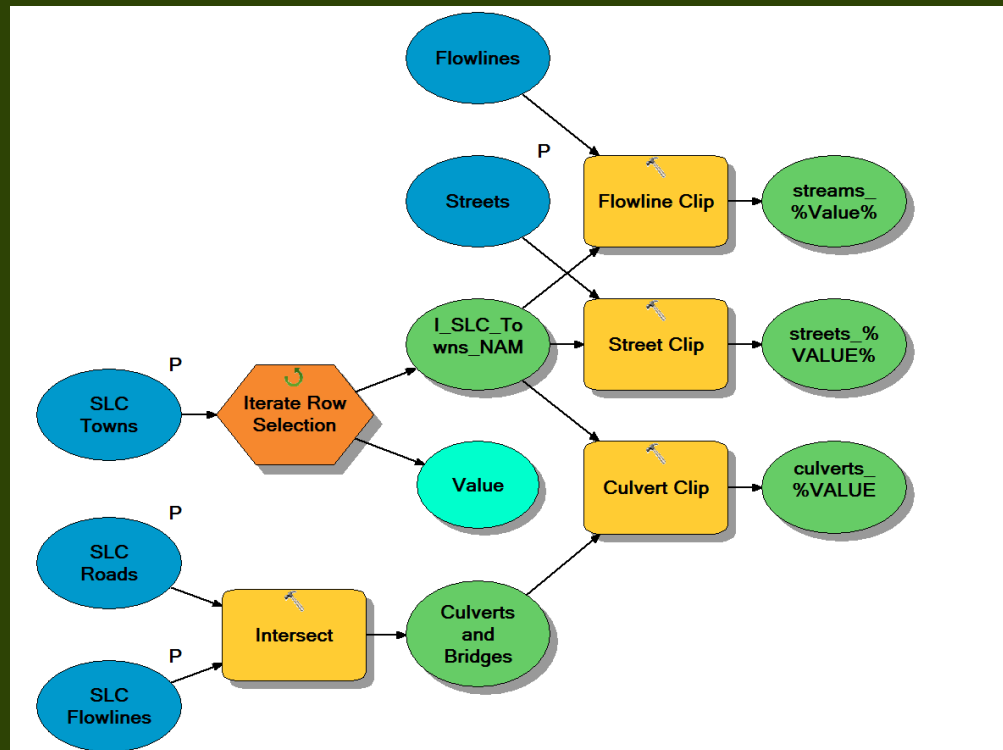 Flowlines
P
Streets
Flowline Clip
streams_
%Value%
I_SLC_To
wns_NAM
Street Clip
streets_%
VALUE%
P
SLC
Towns
Iterate Row
Selection
Value
Culvert Clip
culverts_
%VALUE
P
SLC
Roads
Intersect
Culverts
and
Bridges
P
SLC
Flowlines